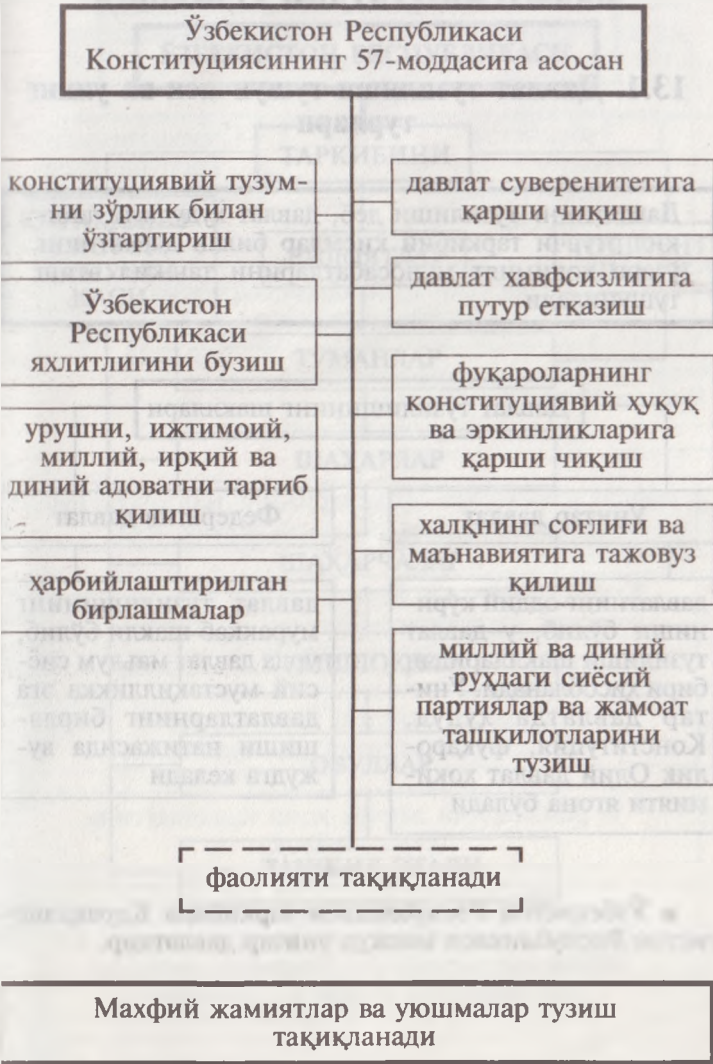 Ўзбекистон Республикаси
Конституциясининг 57-моддасига асосан
конституциявий тузум-
ни зўрлик билан
ўзгартириш
давлат суверенитетига
қарши чиқиш
Ўзбекистон
Республикаси
яхлитлигини бузиш
давлат хавфсизлигига
путур етказиш
урушни, ижтимоий,
миллий, ирқий ва
диний адоватни тарғиб
қилиш
фуқароларнинг
конституциявий ҳуқуқ
ва эркинликларига
қарши чиқиш
ҳарбийлаштирилган
бирлашмалар
халқнинг соғлиғи ва
маънавиятига тажовуз
қилиш
миллий ва диний
руҳдаги сиёсий
партиялар ва жамоат
ташкилотларини
тузиш
фаолияти тақиқланади
Махфий жамиятлар ва уюшмалар тузиш
тақиқланади